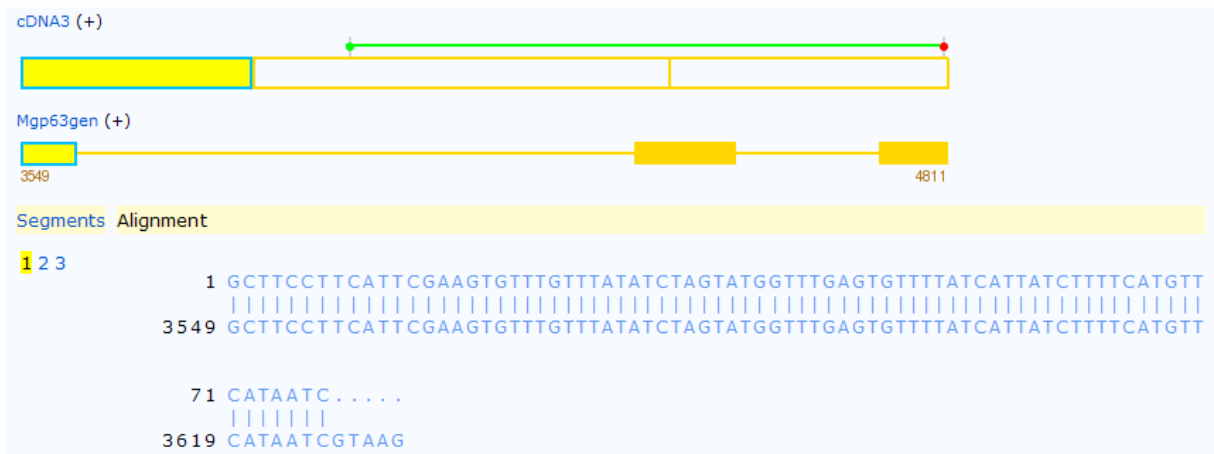 cDNA3 (+)
Mgp63gen (+)
3549 4811
Segments Alignment
1 2 3
1 GCTTCCTTCATTCGAAGTGTTTGTTTATATCTAGTATGGTTTGAGTGTTTTATCATTATCTTTTCATGTT
||||||||||||||||||||||||||||||||||||||||||||||||||||||||||||||||||||||
3549 GCTTCCTTCATTCGAAGTGTTTGTTTATATCTAGTATGGTTTGAGTGTTTTATCATTATCTTTTCATGTT
71 CATAATC.....
|||||||
3619 CATAATCGTAAG